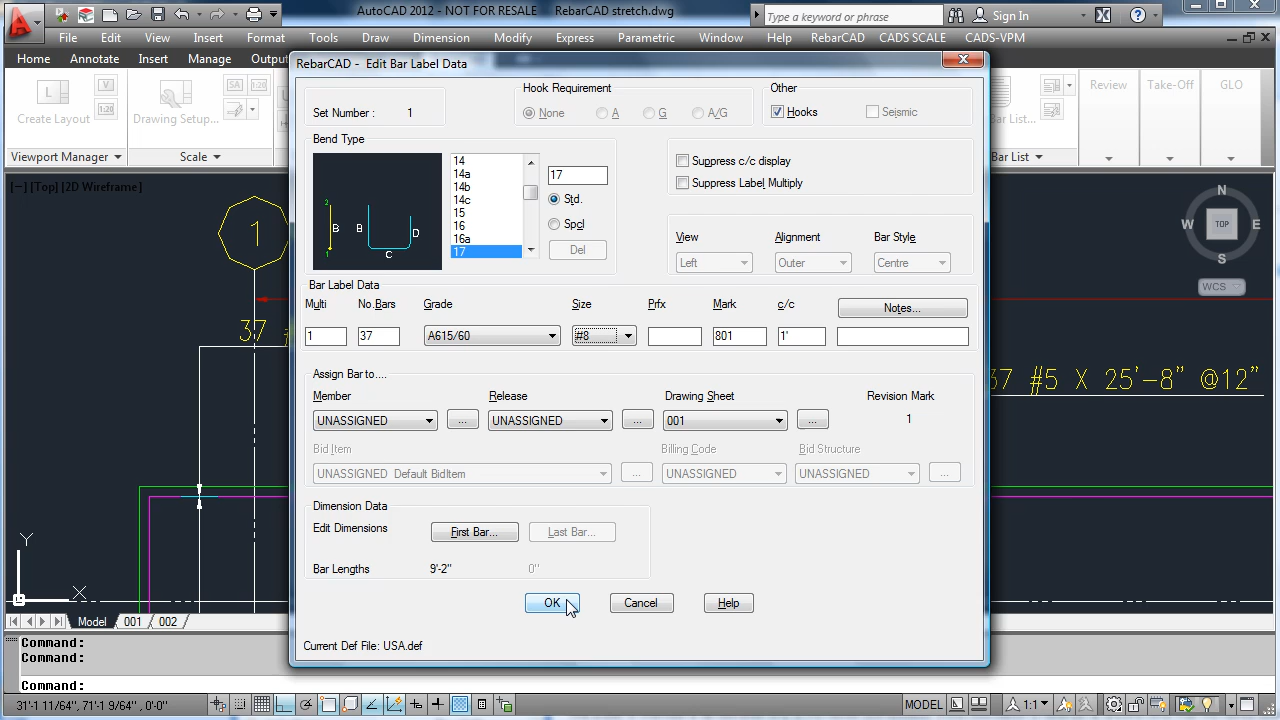 AutoCAD 2012 - NOT FOR RESALE RebarCAD stretch.dwg
Type a keyword or phrase
Sign In
File Edit View Insert Format Tools Draw Dimension Modify Express Parametric Window Help RebarCAD CADS SCALE CADS-VPM
Home Annotate Insert Manage Output
Create Layout
Drawing Setup...
Viewport Manager
Scale
Bar List...
Review
Take-Off
GLO
Bar List
[−] [Top] [2D Wireframe]
RebarCAD - Edit Bar Label Data
Set Number : 1
Hook Requirement
None A G A/G
Other
Hooks Seismic
Bend Type
2
B B D
1 C
14
14a
14b
14c
15
16
16a
17
17
Std.
Spcl
Del
Suppress c/c display
Suppress Label Multiply
View Alignment Bar Style
Left Outer Centre
Bar Label Data
Multi No.Bars Grade Size Prfx Mark c/c Notes...
1 37 A615/60 #8 801 1'
Assign Bar to....
Member Release Drawing Sheet Revision Mark
UNASSIGNED ... UNASSIGNED ... 001 ... 1
Bid Item Billing Code Bid Structure
UNASSIGNED Default BidItem ... UNASSIGNED UNASSIGNED ...
Dimension Data
Edit Dimensions First Bar... Last Bar...
Bar Lengths 9'-2" 0"
OK Cancel Help
Current Def File: USA.def
1
37 #
37 #5 X 25'-8" @12"
N
W TOP E
S
WCS
Y
X
Model 001 002
Command:
Command:
Command:
31'-1 11/64", 71'-1 9/64", 0'-0"
MODEL
1:1